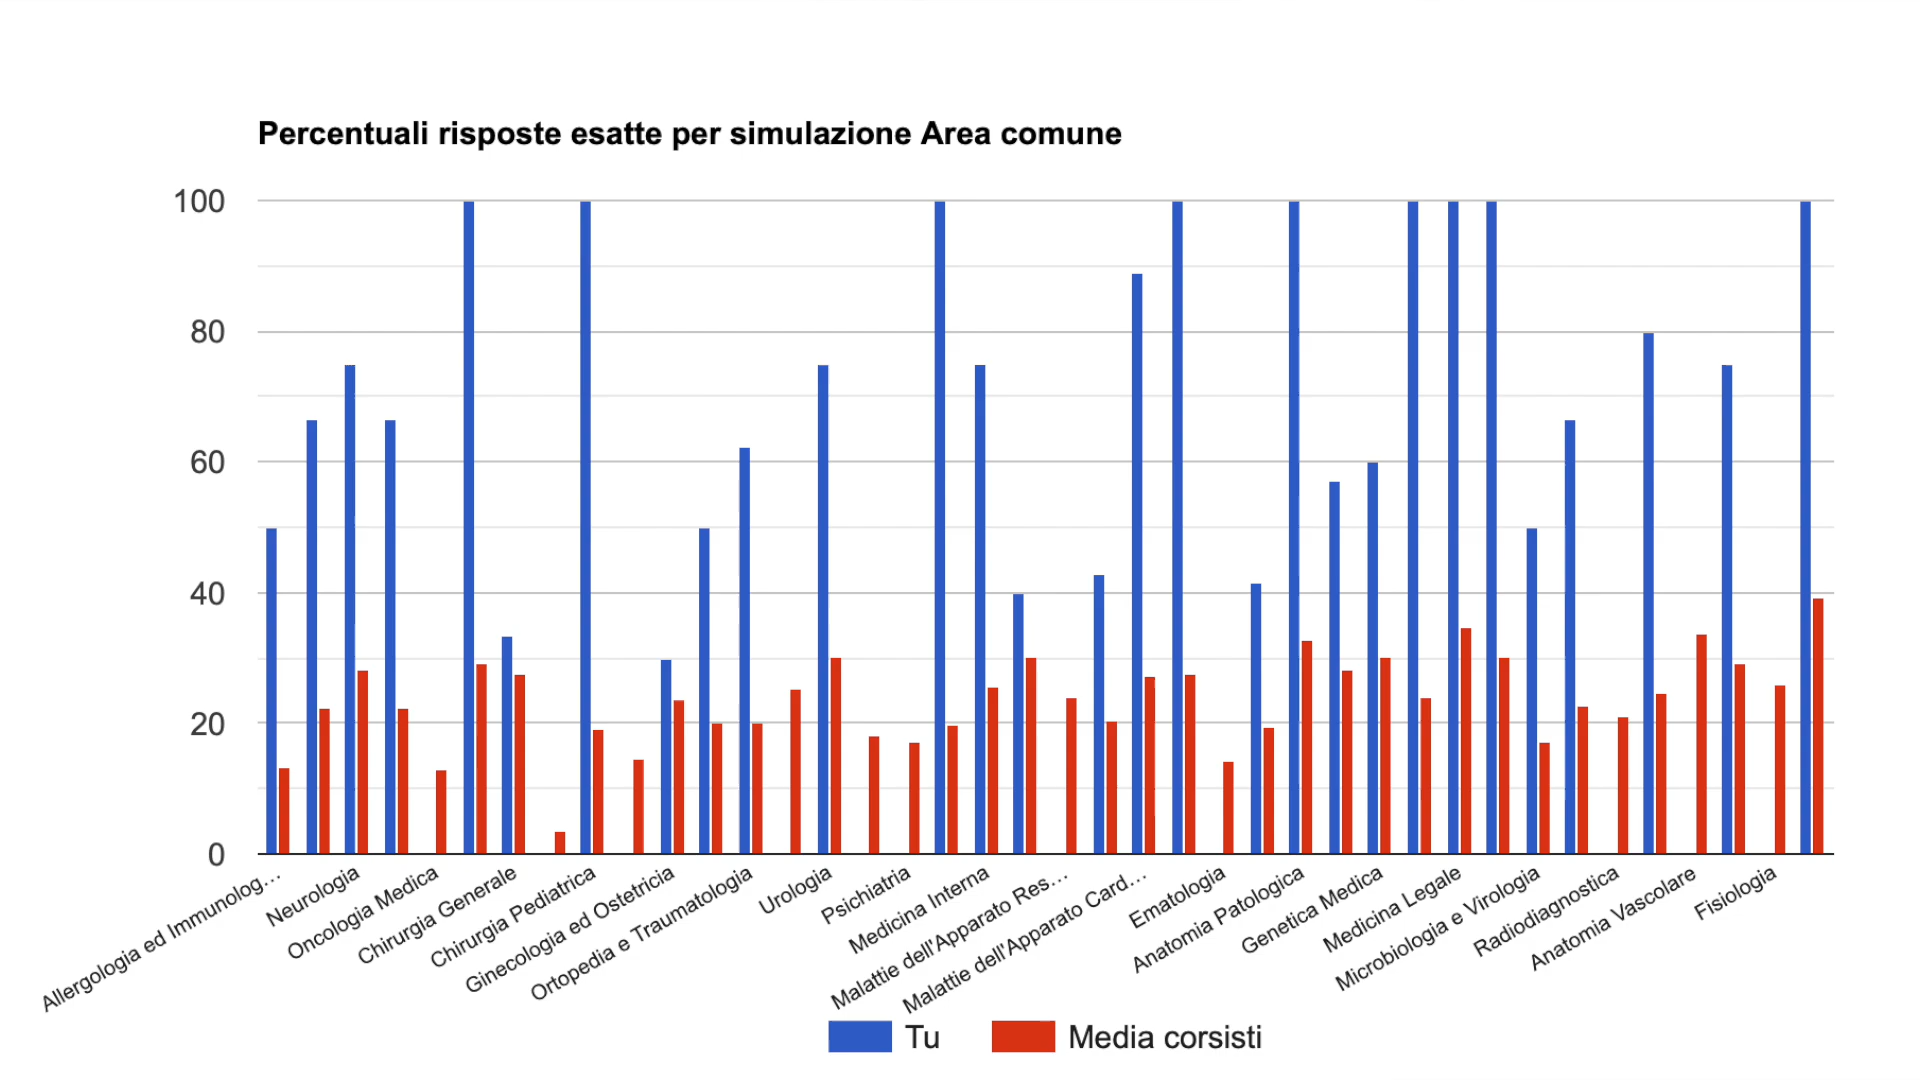 Percentuali risposte esatte per simulazione Area comune
100
80
60
40
20
0
Allergologia ed Immunolog...
Neurologia
Oncologia Medica
Chirurgia Generale
Chirurgia Pediatrica
Ginecologia ed Ostetricia
Ortopedia e Traumatologia
Urologia
Psichiatria
Medicina Interna
Malattie dell'Apparato Res...
Malattie dell'Apparato Card...
Ematologia
Anatomia Patologica
Genetica Medica
Medicina Legale
Microbiologia e Virologia
Radiodiagnostica
Anatomia Vascolare
Fisiologia
Tu
Media corsisti